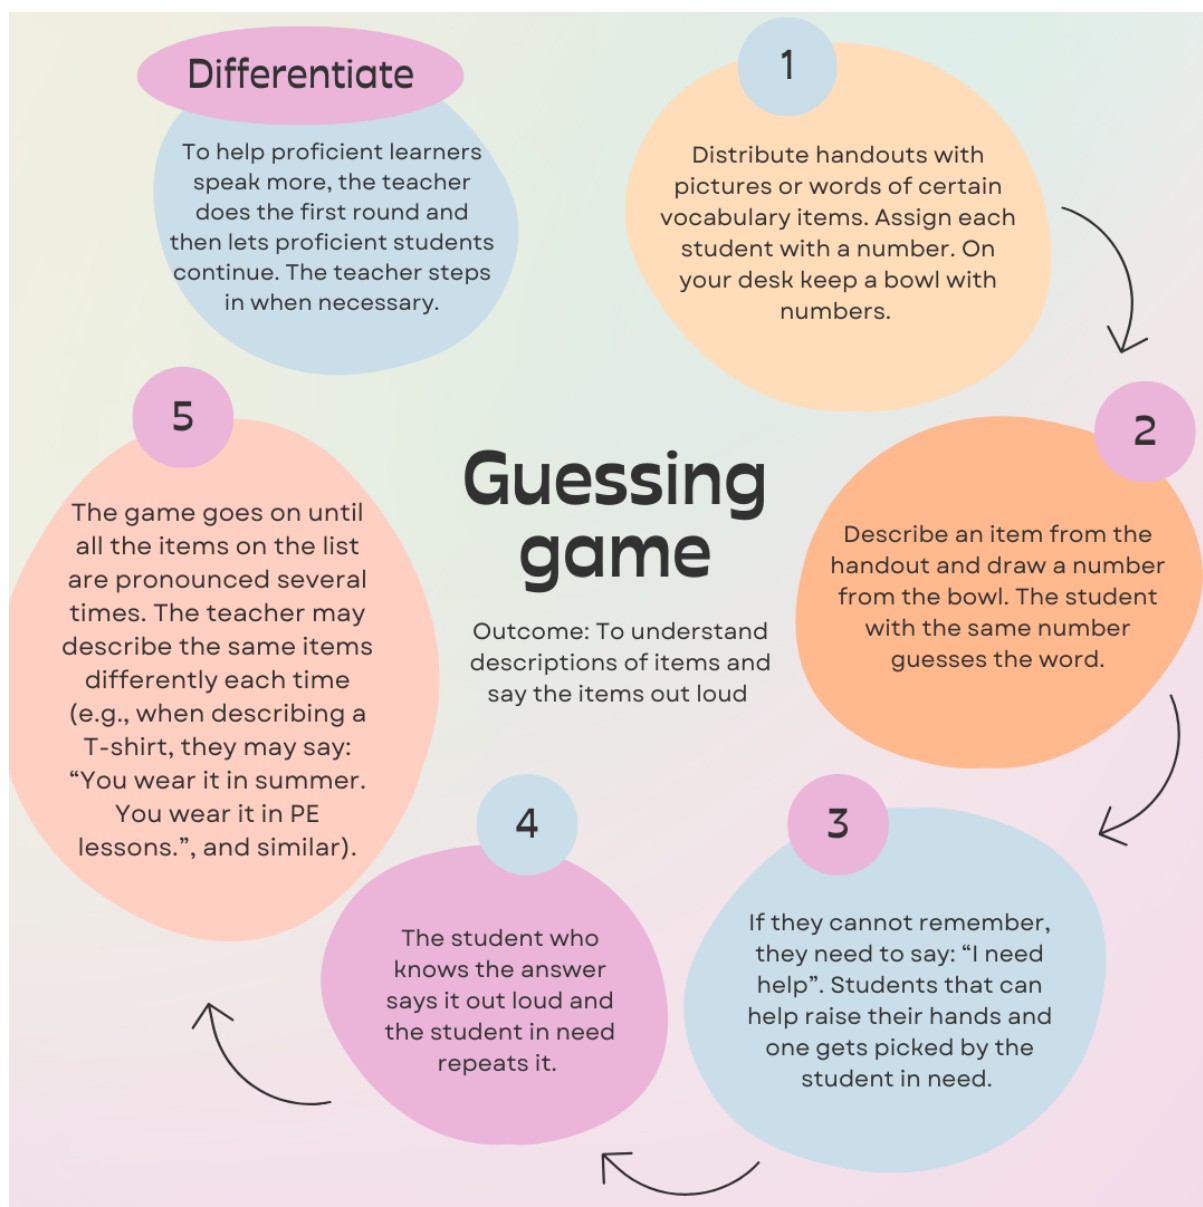 Guessing
game
Outcome: To understand
descriptions of items and
say the items out loud
1
Distribute handouts with
pictures or words of certain
vocabulary items. Assign each
student with a number. On
your desk keep a bowl with
numbers.
2
Describe an item from the
handout and draw a number
from the bowl. The student
with the same number
guesses the word.
3
If they cannot remember,
they need to say: “I need
help”. Students that can
help raise their hands and
one gets picked by the
student in need.
4
The student who
knows the answer
says it out loud and
the student in need
repeats it.
5
The game goes on until
all the items on the list
are pronounced several
times. The teacher may
describe the same items
differently each time
(e.g., when describing a
T-shirt, they may say:
“You wear it in summer.
You wear it in PE
lessons.”, and similar).
Differentiate
To help proficient learners
speak more, the teacher
does the first round and
then lets proficient students
continue. The teacher steps
in when necessary.